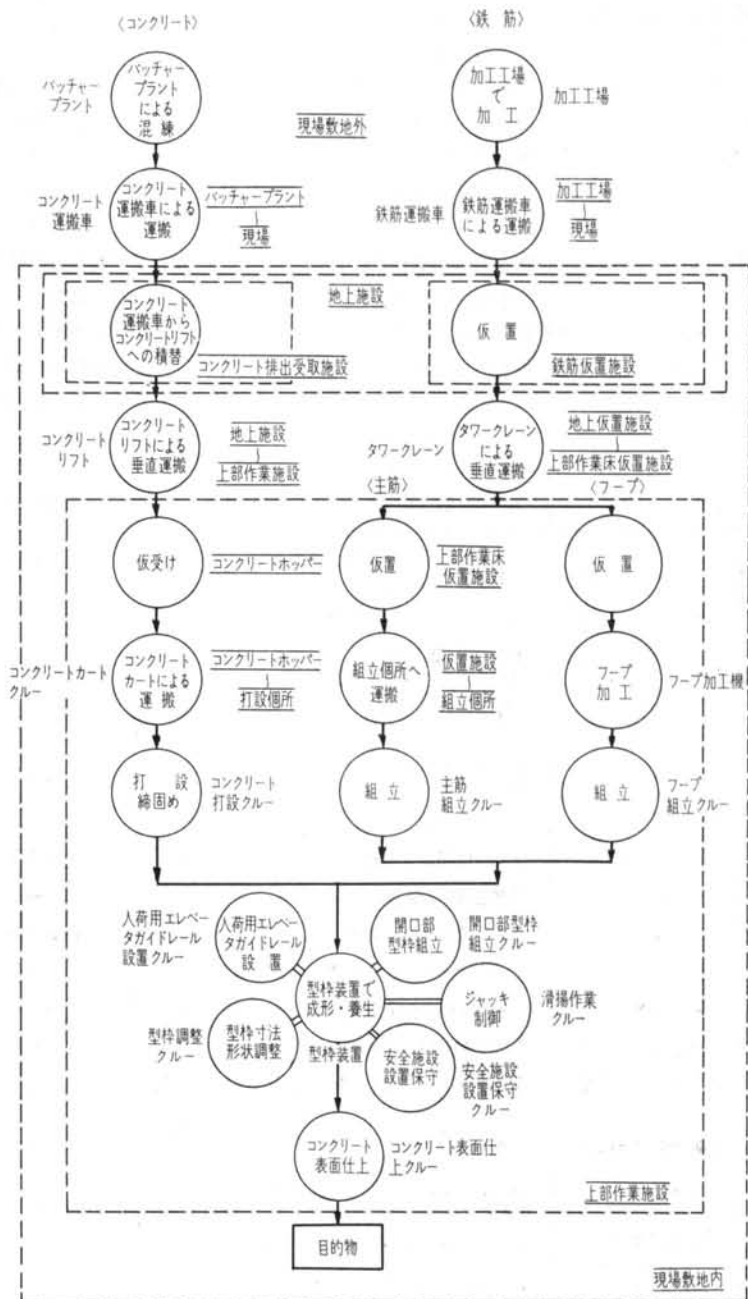 〈コンクリート〉
〈鉄筋〉
バッチャー
プラント
バッチャー
プラント
による
混練
加工工場
で
加工
加工工場
現場敷地外
コンクリート
運搬車
コンクリート
運搬車による
運搬
バッチャープラント
〜
現場
鉄筋運搬車
鉄筋運搬車
による運搬
加工工場
〜
現場
地上施設
コンクリート
運搬車から
コンクリートリフト
への積替
コンクリート排出受取施設
仮置
鉄筋仮置施設
コンクリート
リフト
コンクリート
リフトによる
垂直運搬
地上施設
〜
上部作業施設
タワークレーン
タワークレーン
による
垂直運搬
地上仮置施設
〜
上部作業床仮置施設
〈主筋〉
〈フープ〉
仮受け
コンクリートホッパー
仮置
上部作業床
仮置施設
仮置
コンクリートカート
クルー
コンクリート
カートによる
運搬
コンクリートホッパー
〜
打設個所
組立個所へ
運搬
仮置施設
〜
組立個所
フープ
加工
フープ加工機
打設
締固め
コンクリート
打設クルー
組立
主筋
組立クルー
組立
フープ
組立クルー
人荷用エレベー
タガイドレール
設置クルー
人荷用エレベー
タガイドレール
設置
開口部
型枠組立
開口部型枠
組立クルー
型枠装置で
成形・養生
型枠装置
ジャッキ
制御
滑揚作業
クルー
型枠調整
クルー
型枠寸法
形状調整
安全施設
設置保守
安全施設
設置保守
クルー
コンクリート
表面仕上
コンクリート表面仕
上クルー
上部作業施設
目的物
現場敷地内